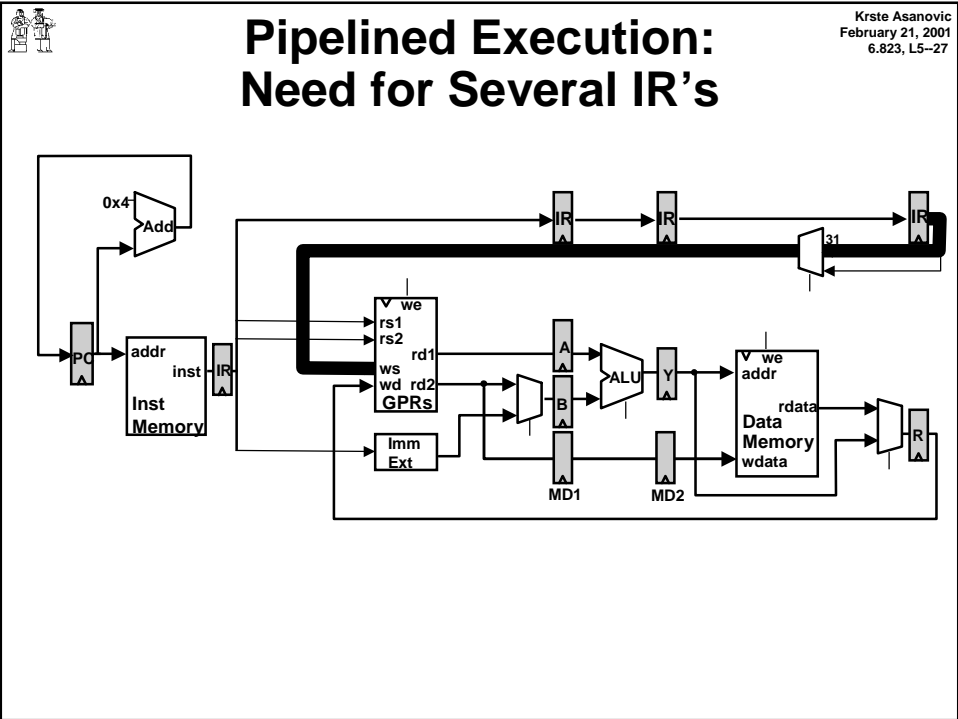 Krste Asanovic
February 21, 2001
6.823, L5--27
Pipelined Execution:
Need for Several IR's
0x4
Add
IR
IR
IR
31
PC
addr
inst
Inst
Memory
IR
we
rs1
rs2
rd1
ws
wd rd2
GPRs
Imm
Ext
A
B
MD1
ALU
Y
MD2
we
addr
rdata
Data
Memory
wdata
R